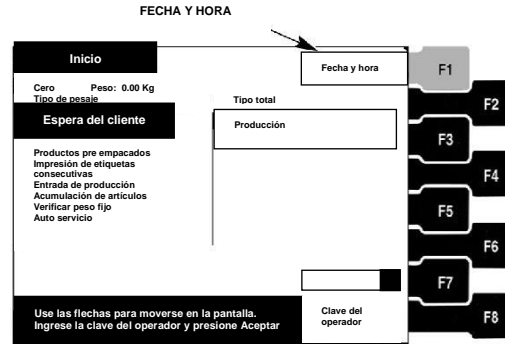 FECHA Y HORA
Inicio
Fecha y hora
F1
Cero Peso: 0.00 Kg
Tipo de pesaje
Tipo total
F2
Espera del cliente
Producción
F3
Productos pre empacados
Impresión de etiquetas
consecutivas
Entrada de producción
Acumulación de artículos
Verificar peso fijo
Auto servicio
F4
F5
F6
F7
Use las flechas para moverse en la pantalla.
Ingrese la clave del operador y presione Aceptar
Clave del
operador
F8